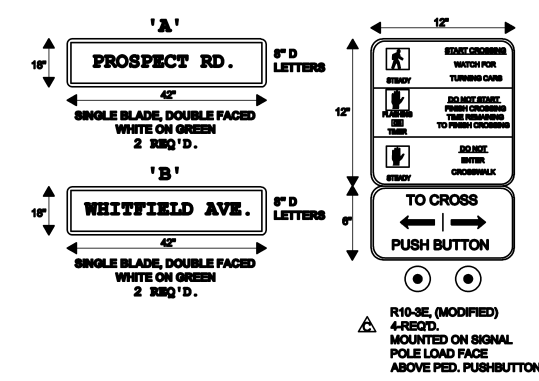 'A'
18"
PROSPECT RD.
8" D
LETTERS
42"
SINGLE BLADE, DOUBLE FACED
WHITE ON GREEN
2 REQ'D.
'B'
18"
WHITFIELD AVE.
8" D
LETTERS
42"
SINGLE BLADE, DOUBLE FACED
WHITE ON GREEN
2 REQ'D.
12"
12"
START CROSSING
WATCH FOR
TURNING CARS
STEADY
DO NOT START
FINISH CROSSING
TIME REMAINING
TO FINISH CROSSING
FLASHING
OR
TIMER
DO NOT
ENTER
CROSSWALK
STEADY
6"
TO CROSS
PUSH BUTTON
C
R10-3E, (MODIFIED)
4-REQ'D.
MOUNTED ON SIGNAL
POLE LOAD FACE
ABOVE PED. PUSHBUTTON